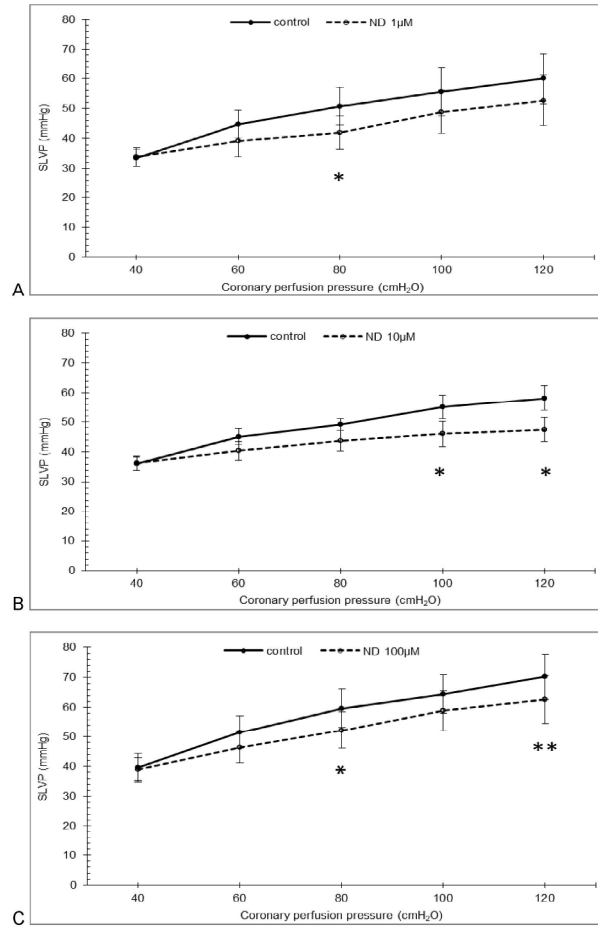 control ND 1µM
80
70
60
50
40
30
20
10
0
SLVP (mmHg)
*
40 60 80 100 120
Coronary perfusion pressure (cmH₂O)
A
control ND 10µM
80
70
60
50
40
30
20
10
0
SLVP (mmHg)
* *
40 60 80 100 120
Coronary perfusion pressure (cmH₂O)
B
control ND 100µM
80
70
60
50
40
30
20
10
0
SLVP (mmHg)
* **
40 60 80 100 120
Coronary perfusion pressure (cmH₂O)
C